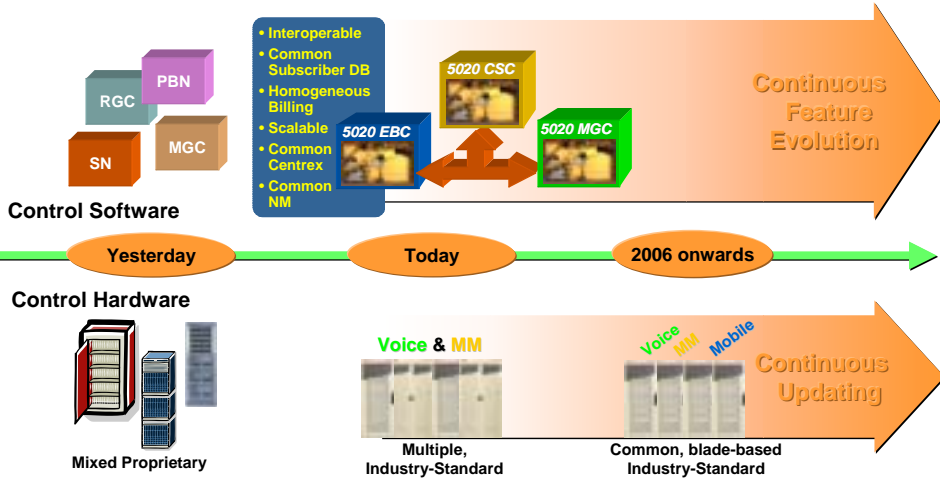 PBN
RGC
MGC
SN
Control Software
• Interoperable
• Common
Subscriber DB
• Homogeneous
Billing
• Scalable
• Common
Centrex
• Common
NM
5020 CSC
5020 EBC
5020 MGC
Continuous
Feature
Evolution
Yesterday
Today
2006 onwards
Control Hardware
Mixed Proprietary
Voice & MM
Multiple,
Industry-Standard
Voice
MM
Mobile
Common, blade-based
Industry-Standard
Continuous
Updating